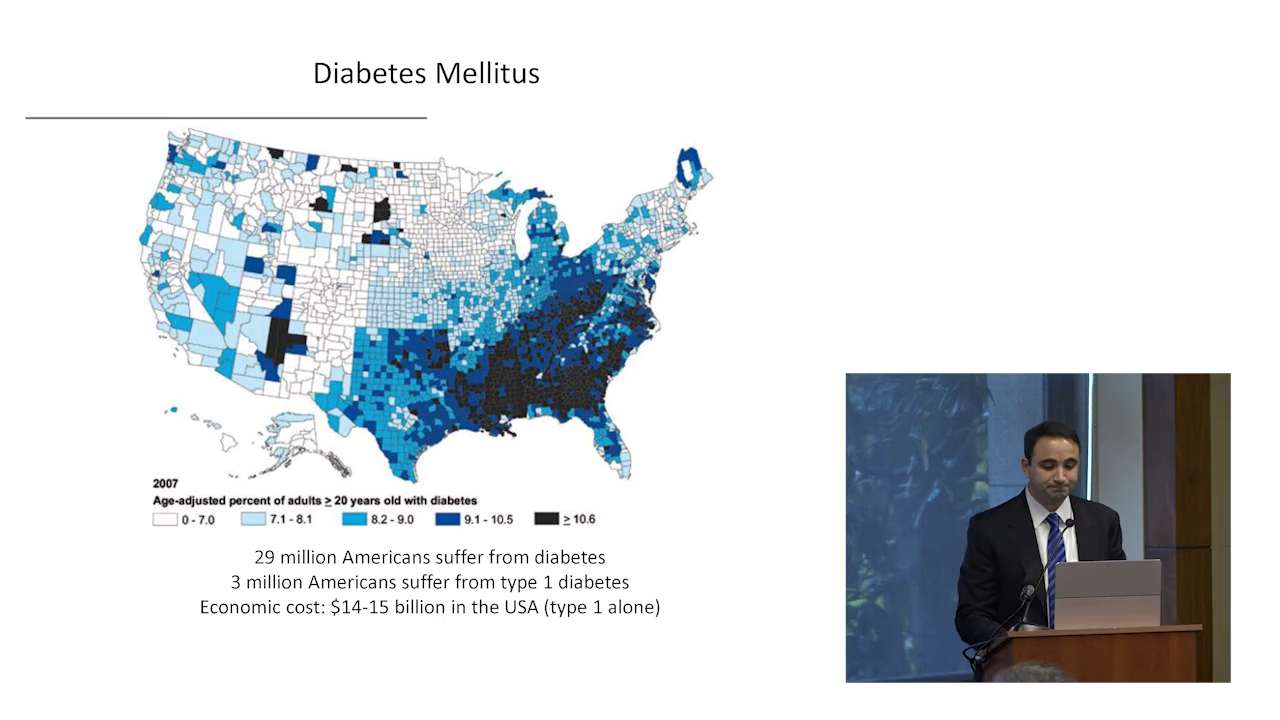 Diabetes Mellitus
2007
Age-adjusted percent of adults ≥ 20 years old with diabetes
0 - 7.0 7.1 - 8.1 8.2 - 9.0 9.1 - 10.5 ≥ 10.6
29 million Americans suffer from diabetes
3 million Americans suffer from type 1 diabetes
Economic cost: $14-15 billion in the USA (type 1 alone)